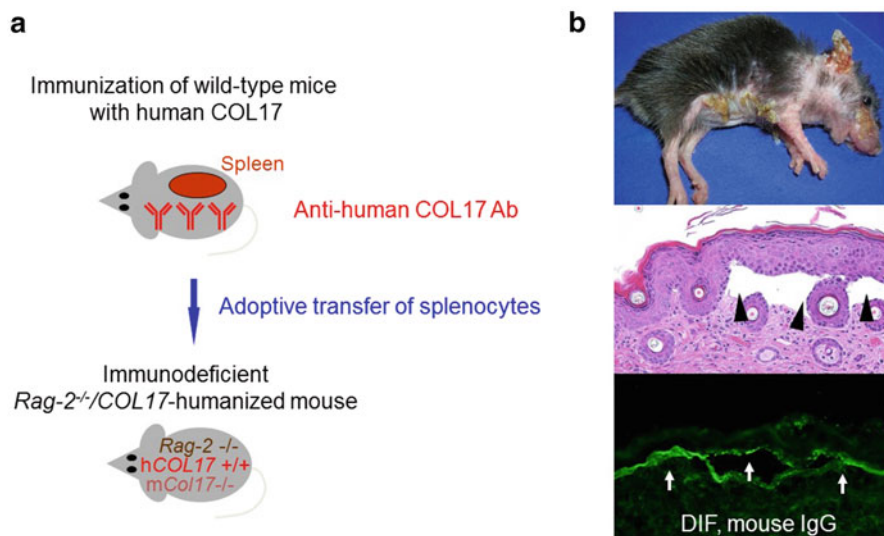 a
Immunization of wild-type mice
with human COL17
Spleen
Anti-human COL17 Ab
Adoptive transfer of splenocytes
Immunodeficient
Rag-2-/-/COL17-humanized mouse
Rag-2 -/-
hCOL17 +/+
mCol17-/-
b
DIF, mouse IgG